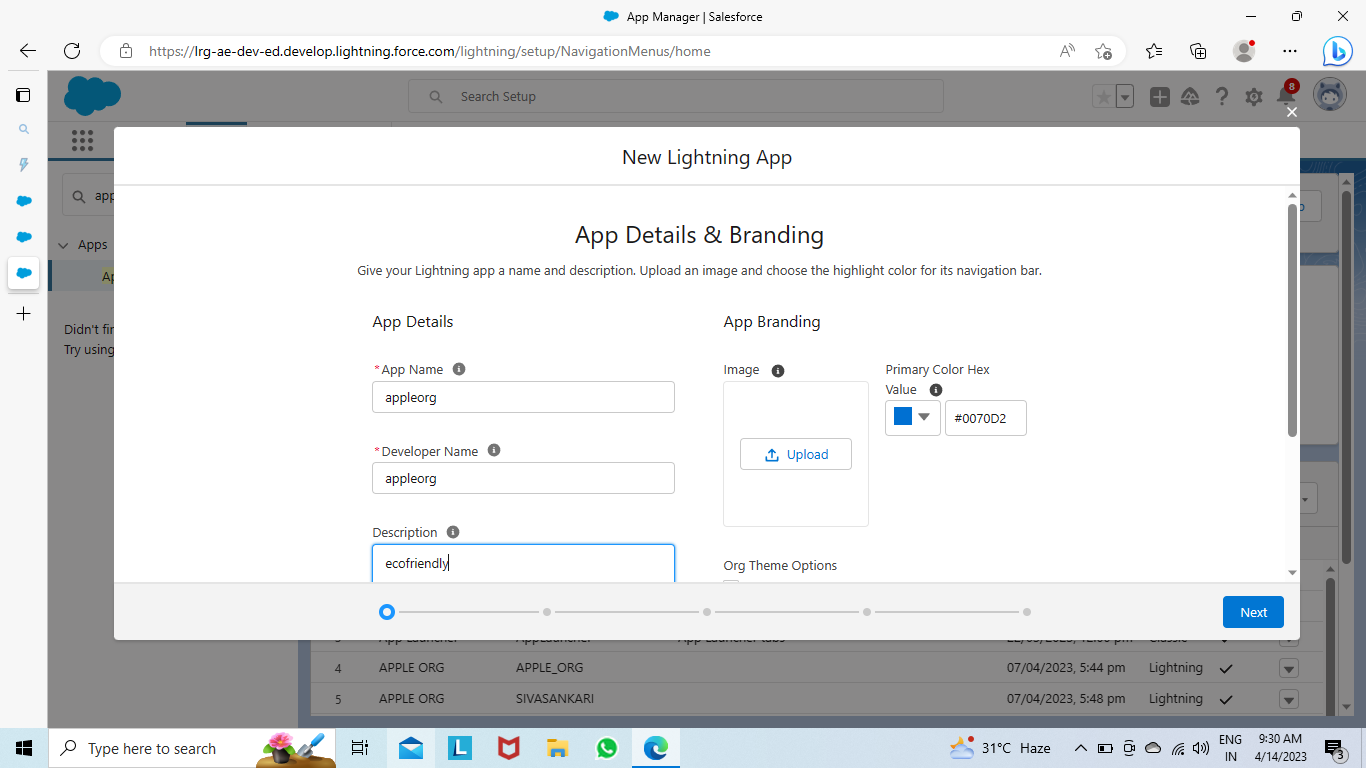 App Manager | Salesforce
https://lrg-ae-dev-ed.develop.lightning.force.com/lightning/setup/NavigationMenus/home
Search Setup
8
New Lightning App
app
Apps
Ap
Didn't fin
Try using
App Details & Branding
Give your Lightning app a name and description. Upload an image and choose the highlight color for its navigation bar.
App Details
App Branding
*App Name
appleorg
*Developer Name
appleorg
Description
ecofriendly
Image
Upload
Primary Color Hex
Value
#0070D2
Org Theme Options
Next
4 APPLE ORG APPLE_ORG 07/04/2023, 5:44 pm Lightning
5 APPLE ORG SIVASANKARI 07/04/2023, 5:48 pm Lightning
Type here to search
31°C Haze
ENG
IN
9:30 AM
4/14/2023
3